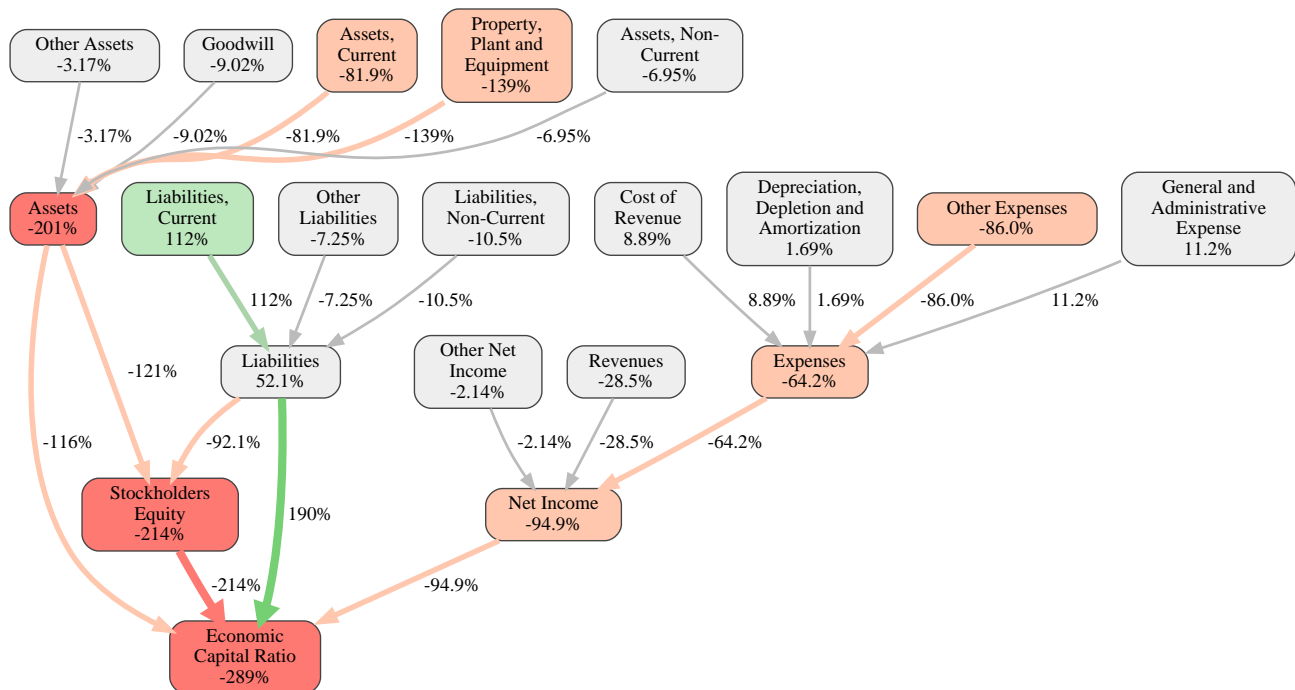 Other Assets
-3.17%
Goodwill
-9.02%
Assets,
Current
-81.9%
Property,
Plant and
Equipment
-139%
Assets, Non-
Current
-6.95%
-3.17%
-9.02%
-81.9%
-139%
-6.95%
Assets
-201%
Liabilities,
Current
112%
Other
Liabilities
-7.25%
Liabilities,
Non-Current
-10.5%
Cost of
Revenue
8.89%
Depreciation,
Depletion and
Amortization
1.69%
Other Expenses
-86.0%
General and
Administrative
Expense
11.2%
112%
-7.25%
-10.5%
8.89%
1.69%
-86.0%
11.2%
Liabilities
52.1%
Other Net
Income
-2.14%
Revenues
-28.5%
Expenses
-64.2%
-121%
-116%
-92.1%
-2.14%
-28.5%
-64.2%
Stockholders
Equity
-214%
190%
Net Income
-94.9%
-214%
-94.9%
Economic
Capital Ratio
-289%